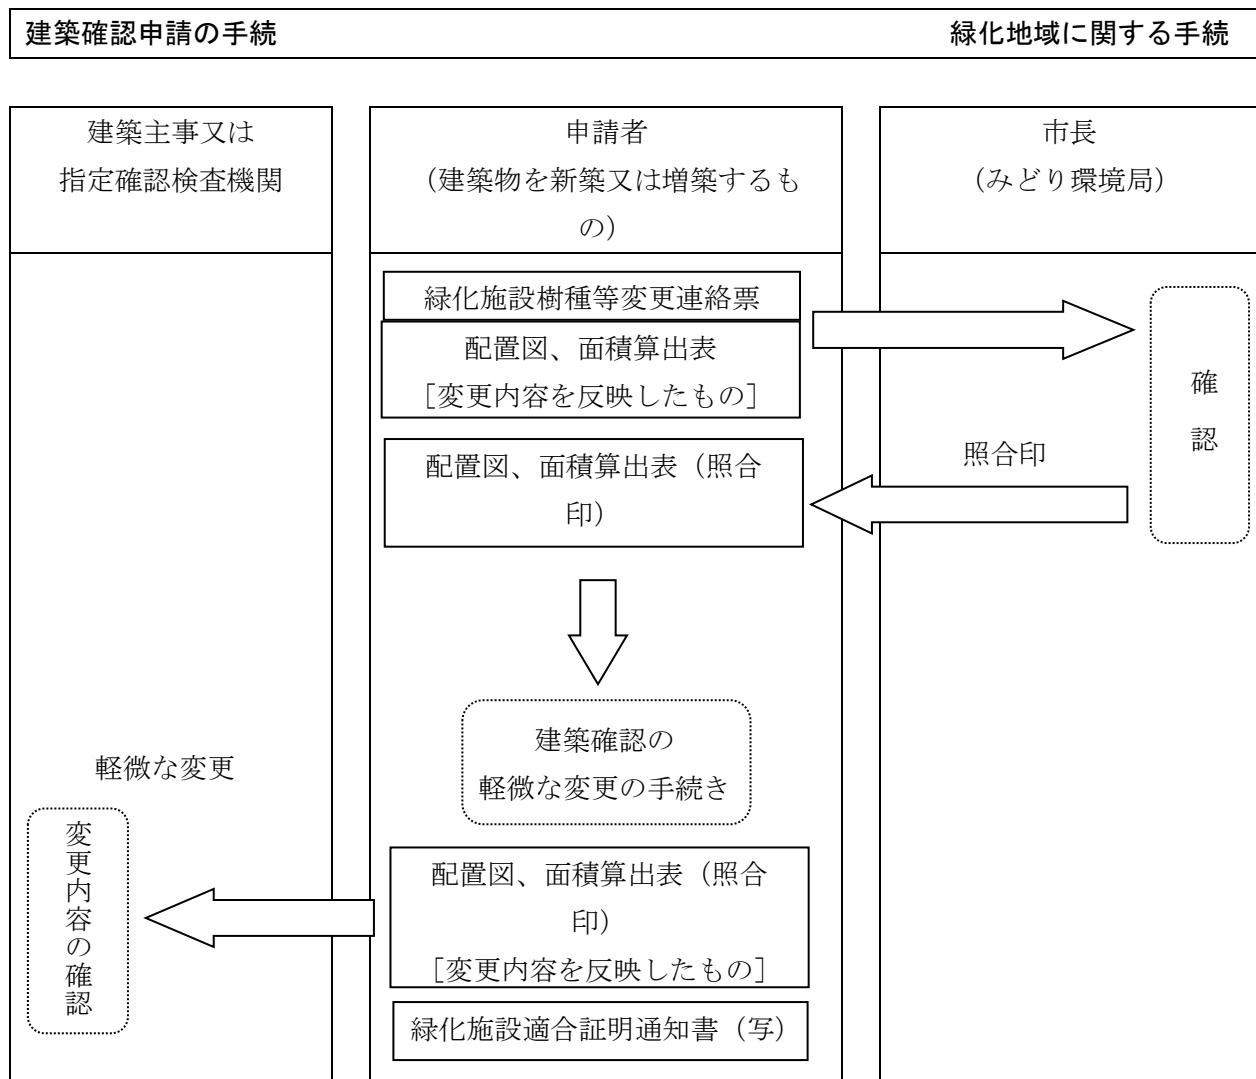 建築確認申請の手続
緑化地域に関する手続
建築主事又は
指定確認検査機関
申請者
（建築物を新築又は増築するも
の）
市長
（みどり環境局）
緑化施設樹種等変更連絡票
配置図、面積算出表
［変更内容を反映したもの］
確認
照合印
配置図、面積算出表（照合
印）
建築確認の
軽微な変更の手続き
軽微な変更
変更内容の確認
配置図、面積算出表（照合
印）
［変更内容を反映したもの］
緑化施設適合証明通知書（写）